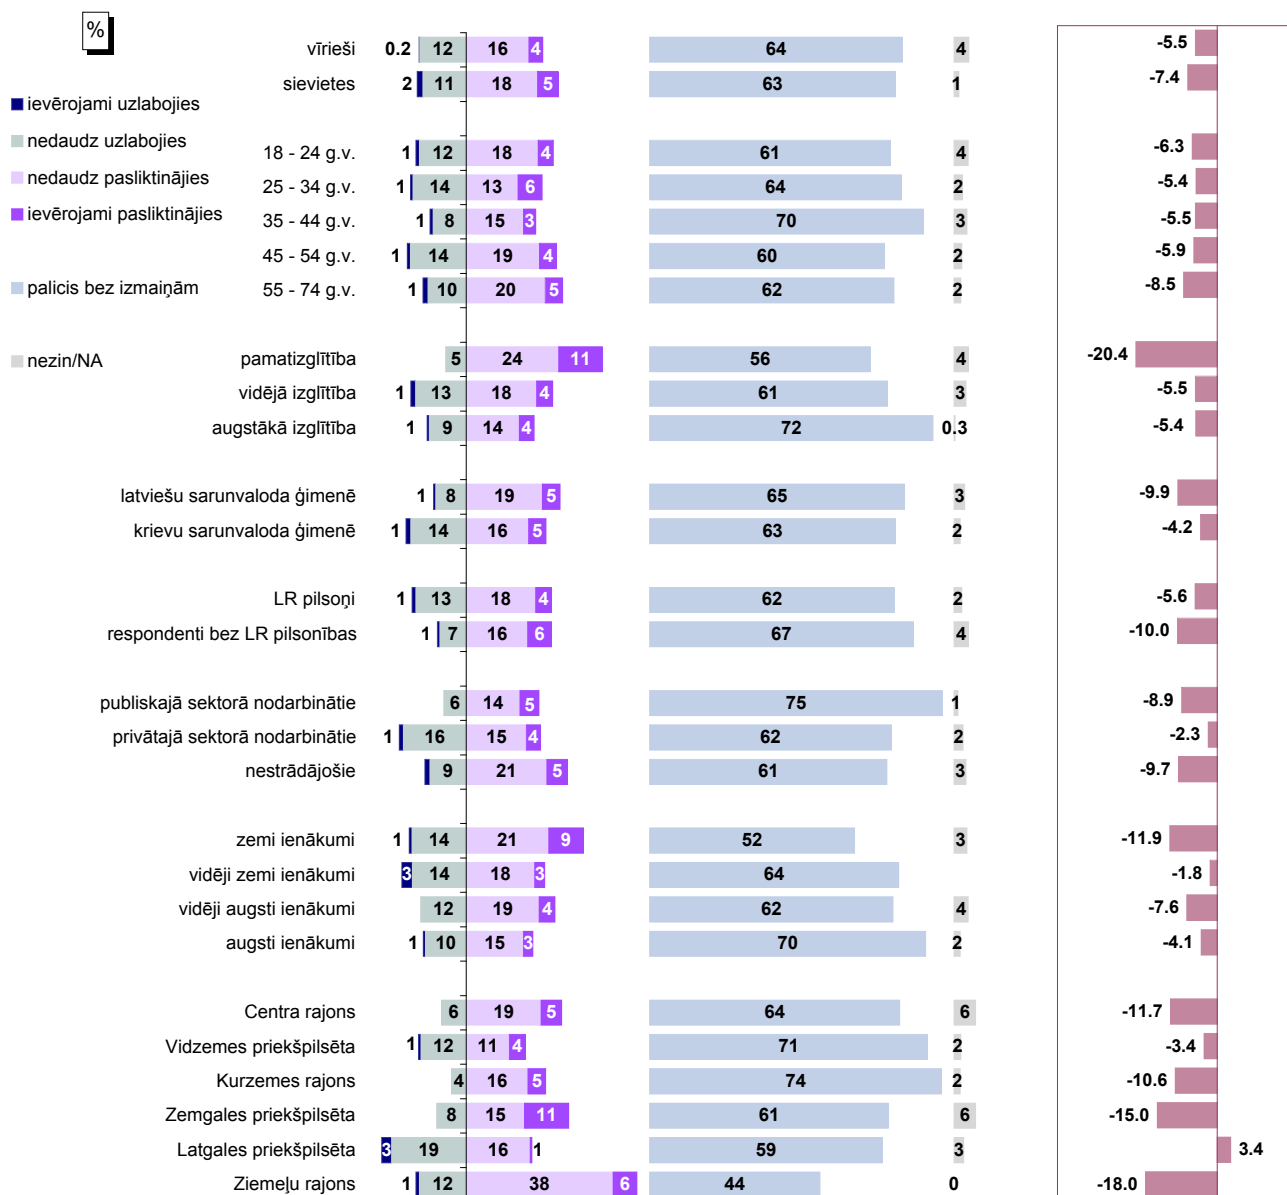 %
ievērojami uzlabojies
nedaudz uzlabojies
nedaudz pasliktinājies
ievērojami pasliktinājies
palicis bez izmaiņām
nezin/NA
vīrieši 0.2 12 16 4 64 4 -5.5
sievietes 2 11 18 5 63 1 -7.4
18 - 24 g.v. 1 12 18 4 61 4 -6.3
25 - 34 g.v. 1 14 13 6 64 2 -5.4
35 - 44 g.v. 1 8 15 3 70 3 -5.5
45 - 54 g.v. 1 14 19 4 60 2 -5.9
55 - 74 g.v. 1 10 20 5 62 2 -8.5
pamatizglītība 5 24 11 56 4 -20.4
vidējā izglītība 1 13 18 4 61 3 -5.5
augstākā izglītība 1 9 14 4 72 0.3 -5.4
latviešu sarunvaloda ģimenē 1 8 19 5 65 3 -9.9
krievu sarunvaloda ģimenē 1 14 16 5 63 2 -4.2
LR pilsoņi 1 13 18 4 62 2 -5.6
respondenti bez LR pilsonības 1 7 16 6 67 4 -10.0
publiskajā sektorā nodarbinātie 6 14 5 75 1 -8.9
privātajā sektorā nodarbinātie 1 16 15 4 62 2 -2.3
nestrādājošie 9 21 5 61 3 -9.7
zemi ienākumi 1 14 21 9 52 3 -11.9
vidēji zemi ienākumi 3 14 18 3 64 -1.8
vidēji augsti ienākumi 12 19 4 62 4 -7.6
augsti ienākumi 1 10 15 3 70 2 -4.1
Centra rajons 6 19 5 64 6 -11.7
Vidzemes priekšpilsēta 1 12 11 4 71 2 -3.4
Kurzemes rajons 4 16 5 74 2 -10.6
Zemgales priekšpilsēta 8 15 11 61 6 -15.0
Latgales priekšpilsēta 3 19 16 1 59 3 3.4
Ziemeļu rajons 1 12 38 6 44 0 -18.0